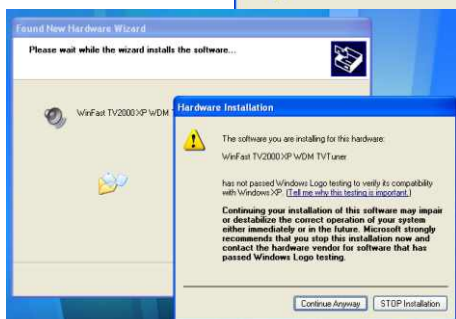 Found New Hardware Wizard
Please wait while the wizard installs the software...
WinFast TV2000 XP WDM
Hardware Installation
The software you are installing for this hardware:
WinFast TV2000 XP WDM TVTuner
has not passed Windows Logo testing to verify its compatibility
with Windows XP. (Tell me why this testing is important.)
Continuing your installation of this software may impair
or destabilize the correct operation of your system
either immediately or in the future. Microsoft strongly
recommends that you stop this installation now and
contact the hardware vendor for software that has
passed Windows Logo testing.
Continue Anyway
STOP Installation